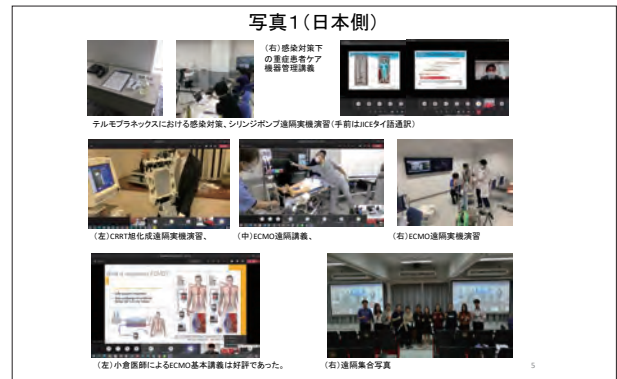 写真1(日本側)
(右)感染対策下
の重症患者ケア
機器管理講義
テルモプラネックスにおける感染対策、シリンジポンプ遠隔実機演習(手前はJICEタイ語通訳)
(左)CRRT旭化成遠隔実機演習、
(中)ECMO遠隔講義、
(右)ECMO遠隔実機演習
(左)小倉医師によるECMO基本講義は好評であった。
(右)遠隔集合写真
5